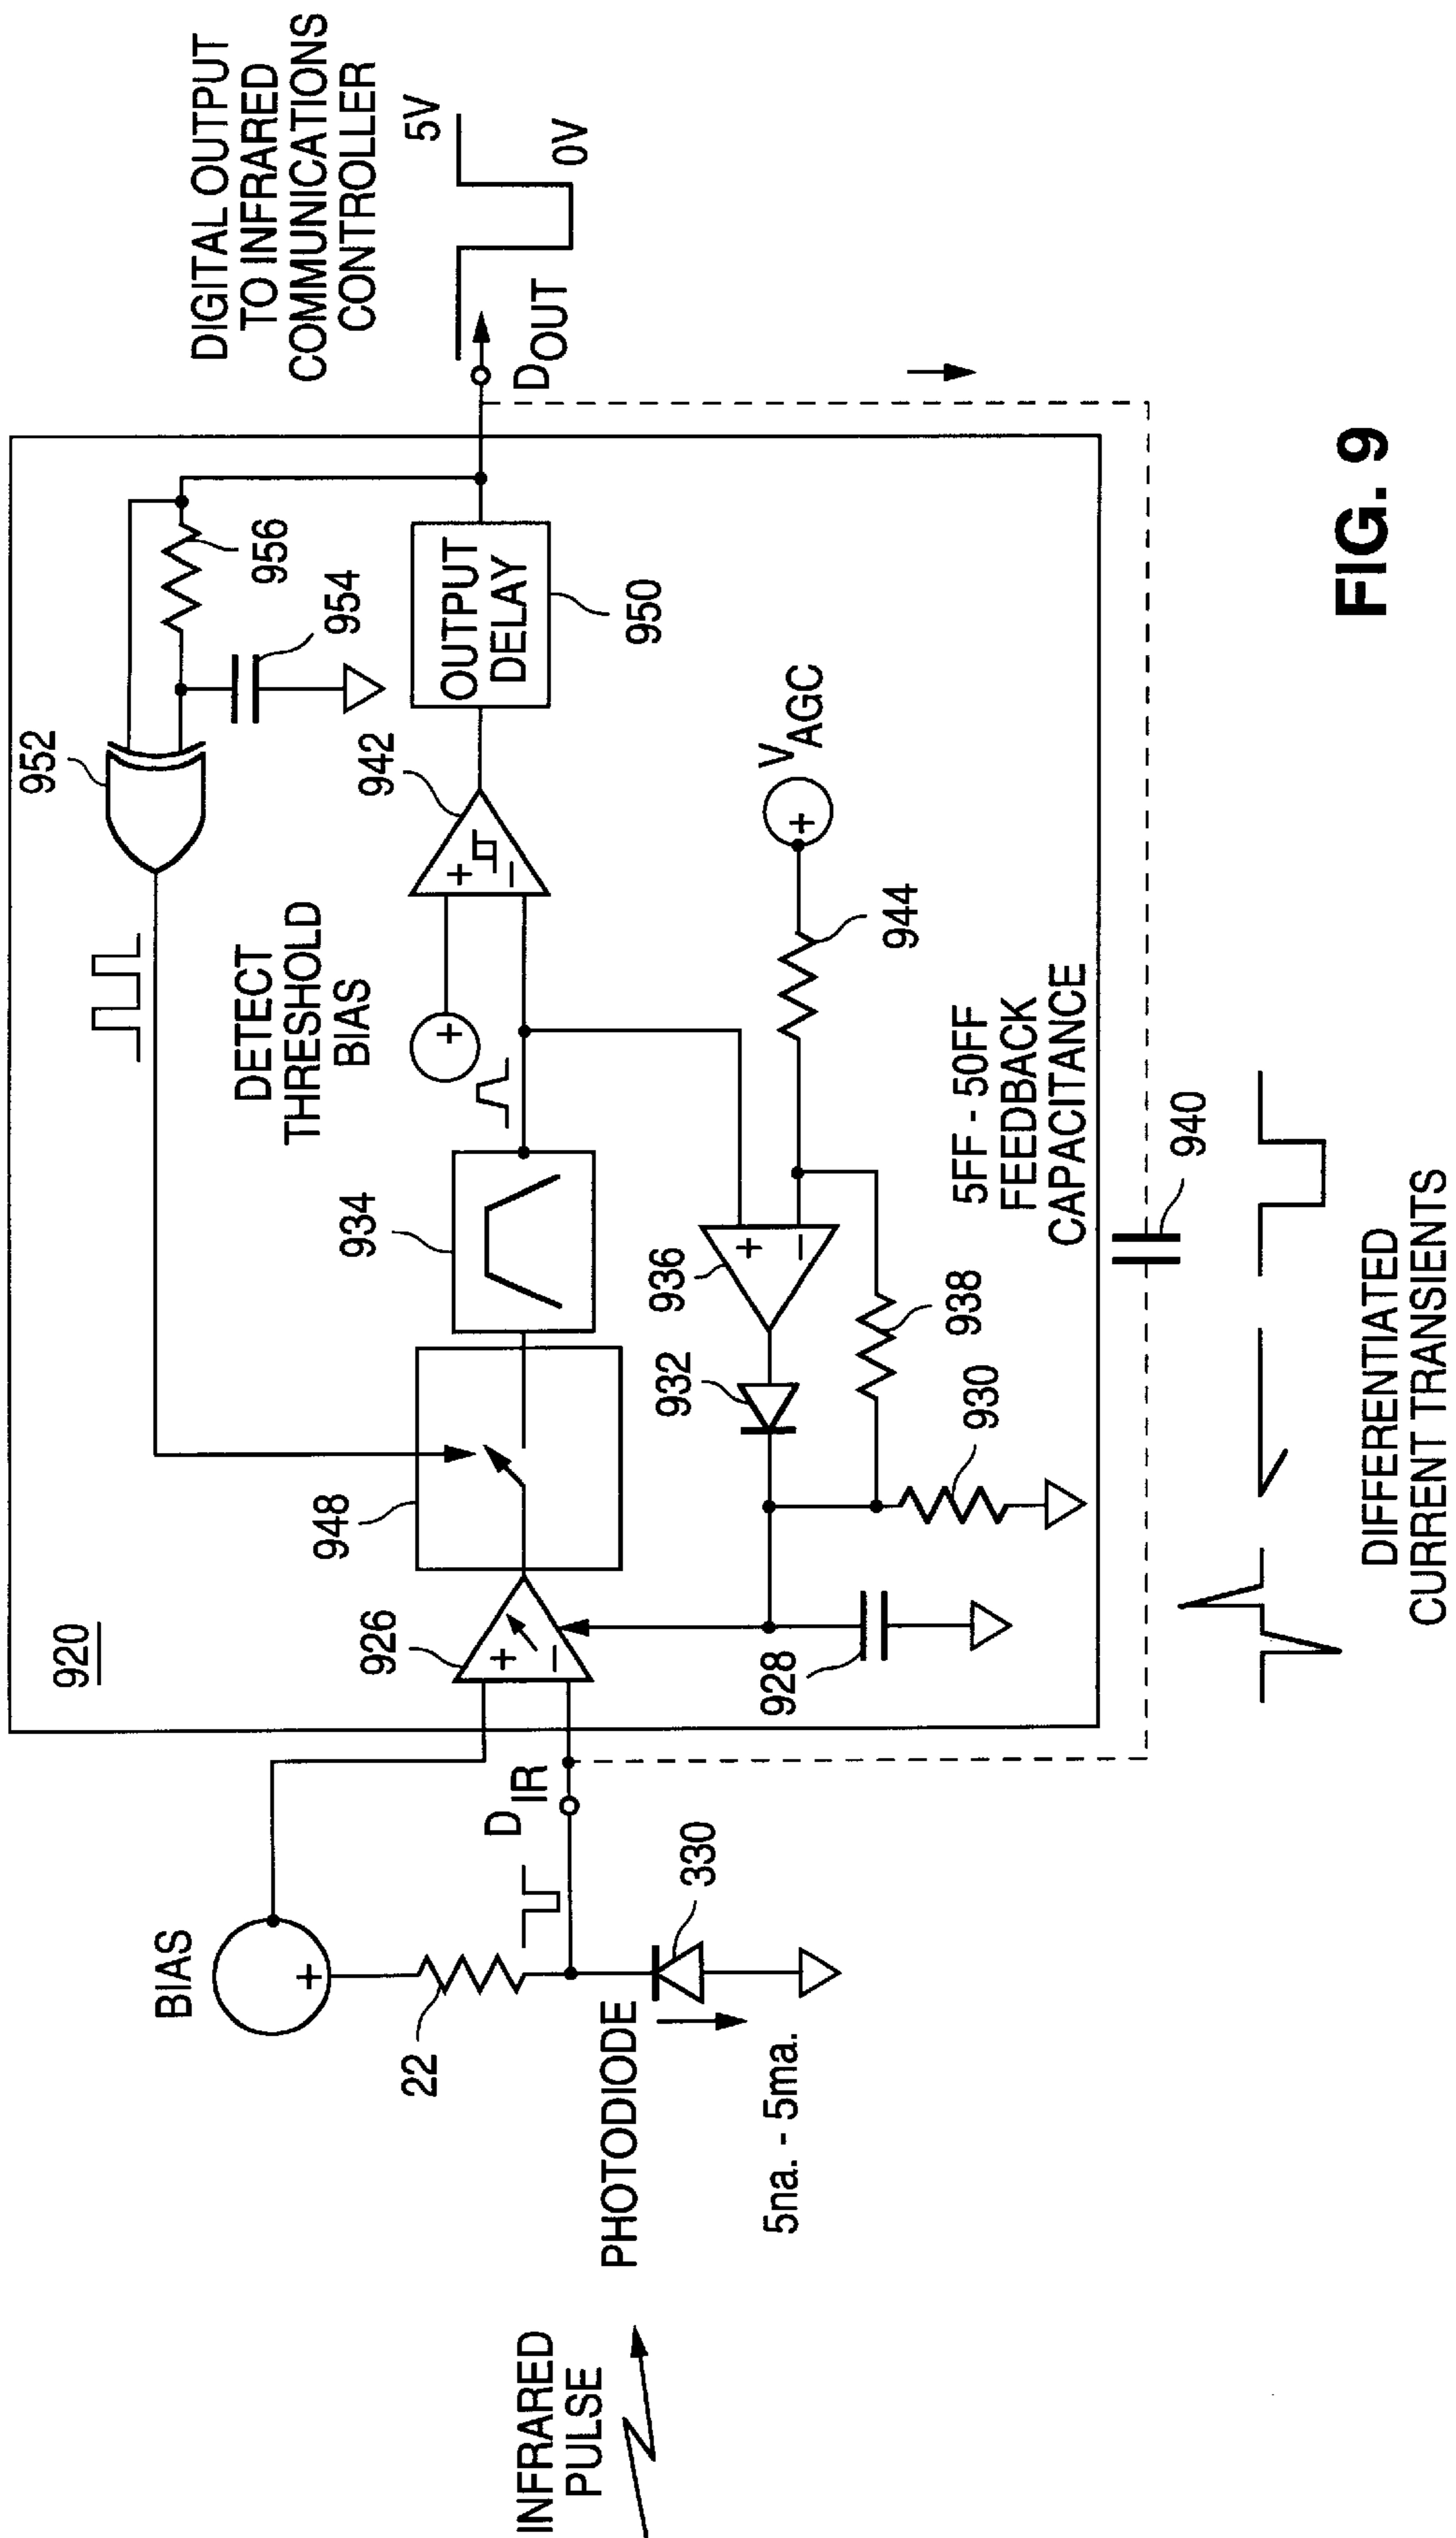 DIGITAL OUTPUT
TO INFRARED
COMMUNICATIONS
CONTROLLER
5V
0V
DOUT
920
952
956
954
OUTPUT
DELAY
950
942
DETECT
THRESHOLD
BIAS
+
+
−
934
948
926
+
−
VAGC
+
944
936
+
−
932
938
930
928
5FF - 50FF
FEEDBACK
CAPACITANCE
940
BIAS
+
22
DIR
330
PHOTODIODE
5na. - 5ma.
INFRARED
PULSE
DIFFERENTIATED
CURRENT TRANSIENTS
FIG. 9